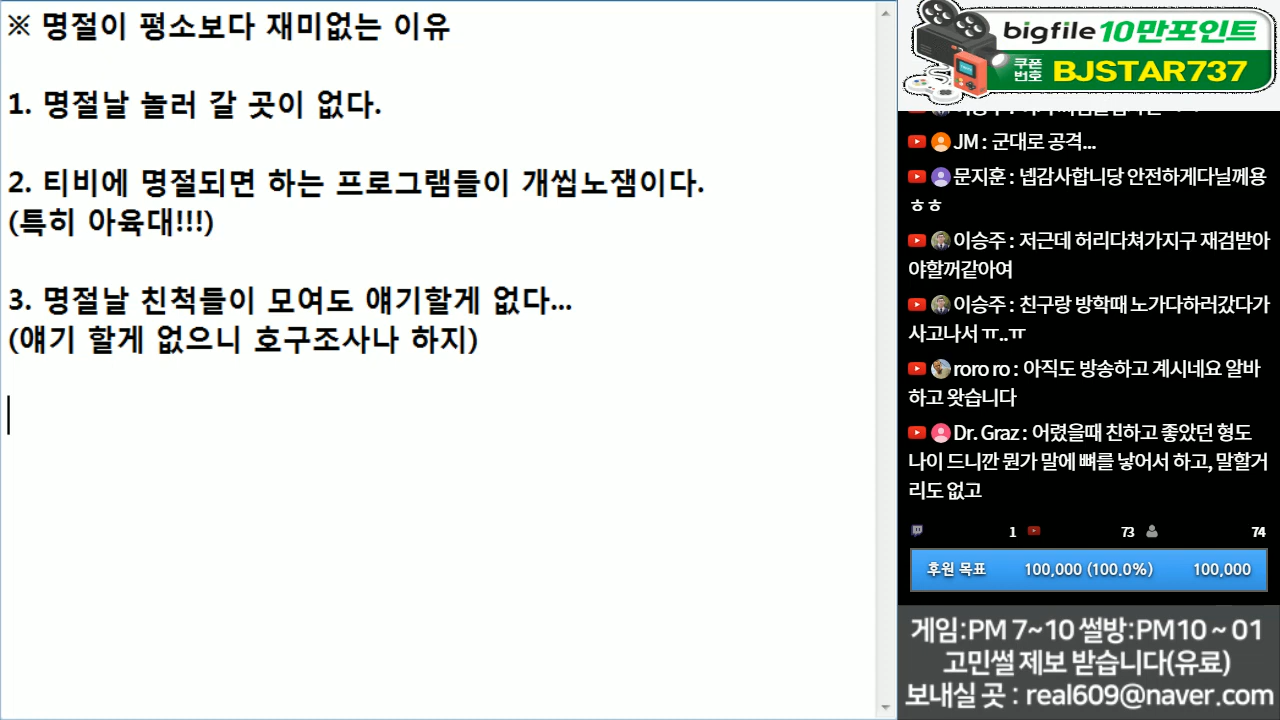 ※ 명절이 평소보다 재미없는 이유
1. 명절날 놀러 갈 곳이 없다.
2. 티비에 명절되면 하는 프로그램들이 개씹노잼이다.
(특히 아육대!!!)
3. 명절날 친척들이 모여도 얘기할게 없다...
(얘기 할게 없으니 호구조사나 하지)
bigfile 10만포인트
쿠폰
번호 BJSTAR737
JM : 군대로 공격...
문지훈 : 넵감사합니당 안전하게다닐께용
ㅎㅎ
이승주 : 저근데 허리다쳐가지구 재검받아
야할꺼같아여
이승주 : 친구랑 방학때 노가다하러갔다가
사고나서 ㅠ..ㅠ
roro ro : 아직도 방송하고 계시네요 알바
하고 왓습니다
Dr. Graz : 어렸을때 친하고 좋았던 형도
나이 드니깐 뭔가 말에 뼈를 낳어서 하고, 말할거
리도 없고
1 73 74
후원 목표 100,000 (100.0%) 100,000
게임:PM 7~10 썰방:PM10 ~ 01
고민썰 제보 받습니다(유료)
보내실 곳 : real609@naver.com